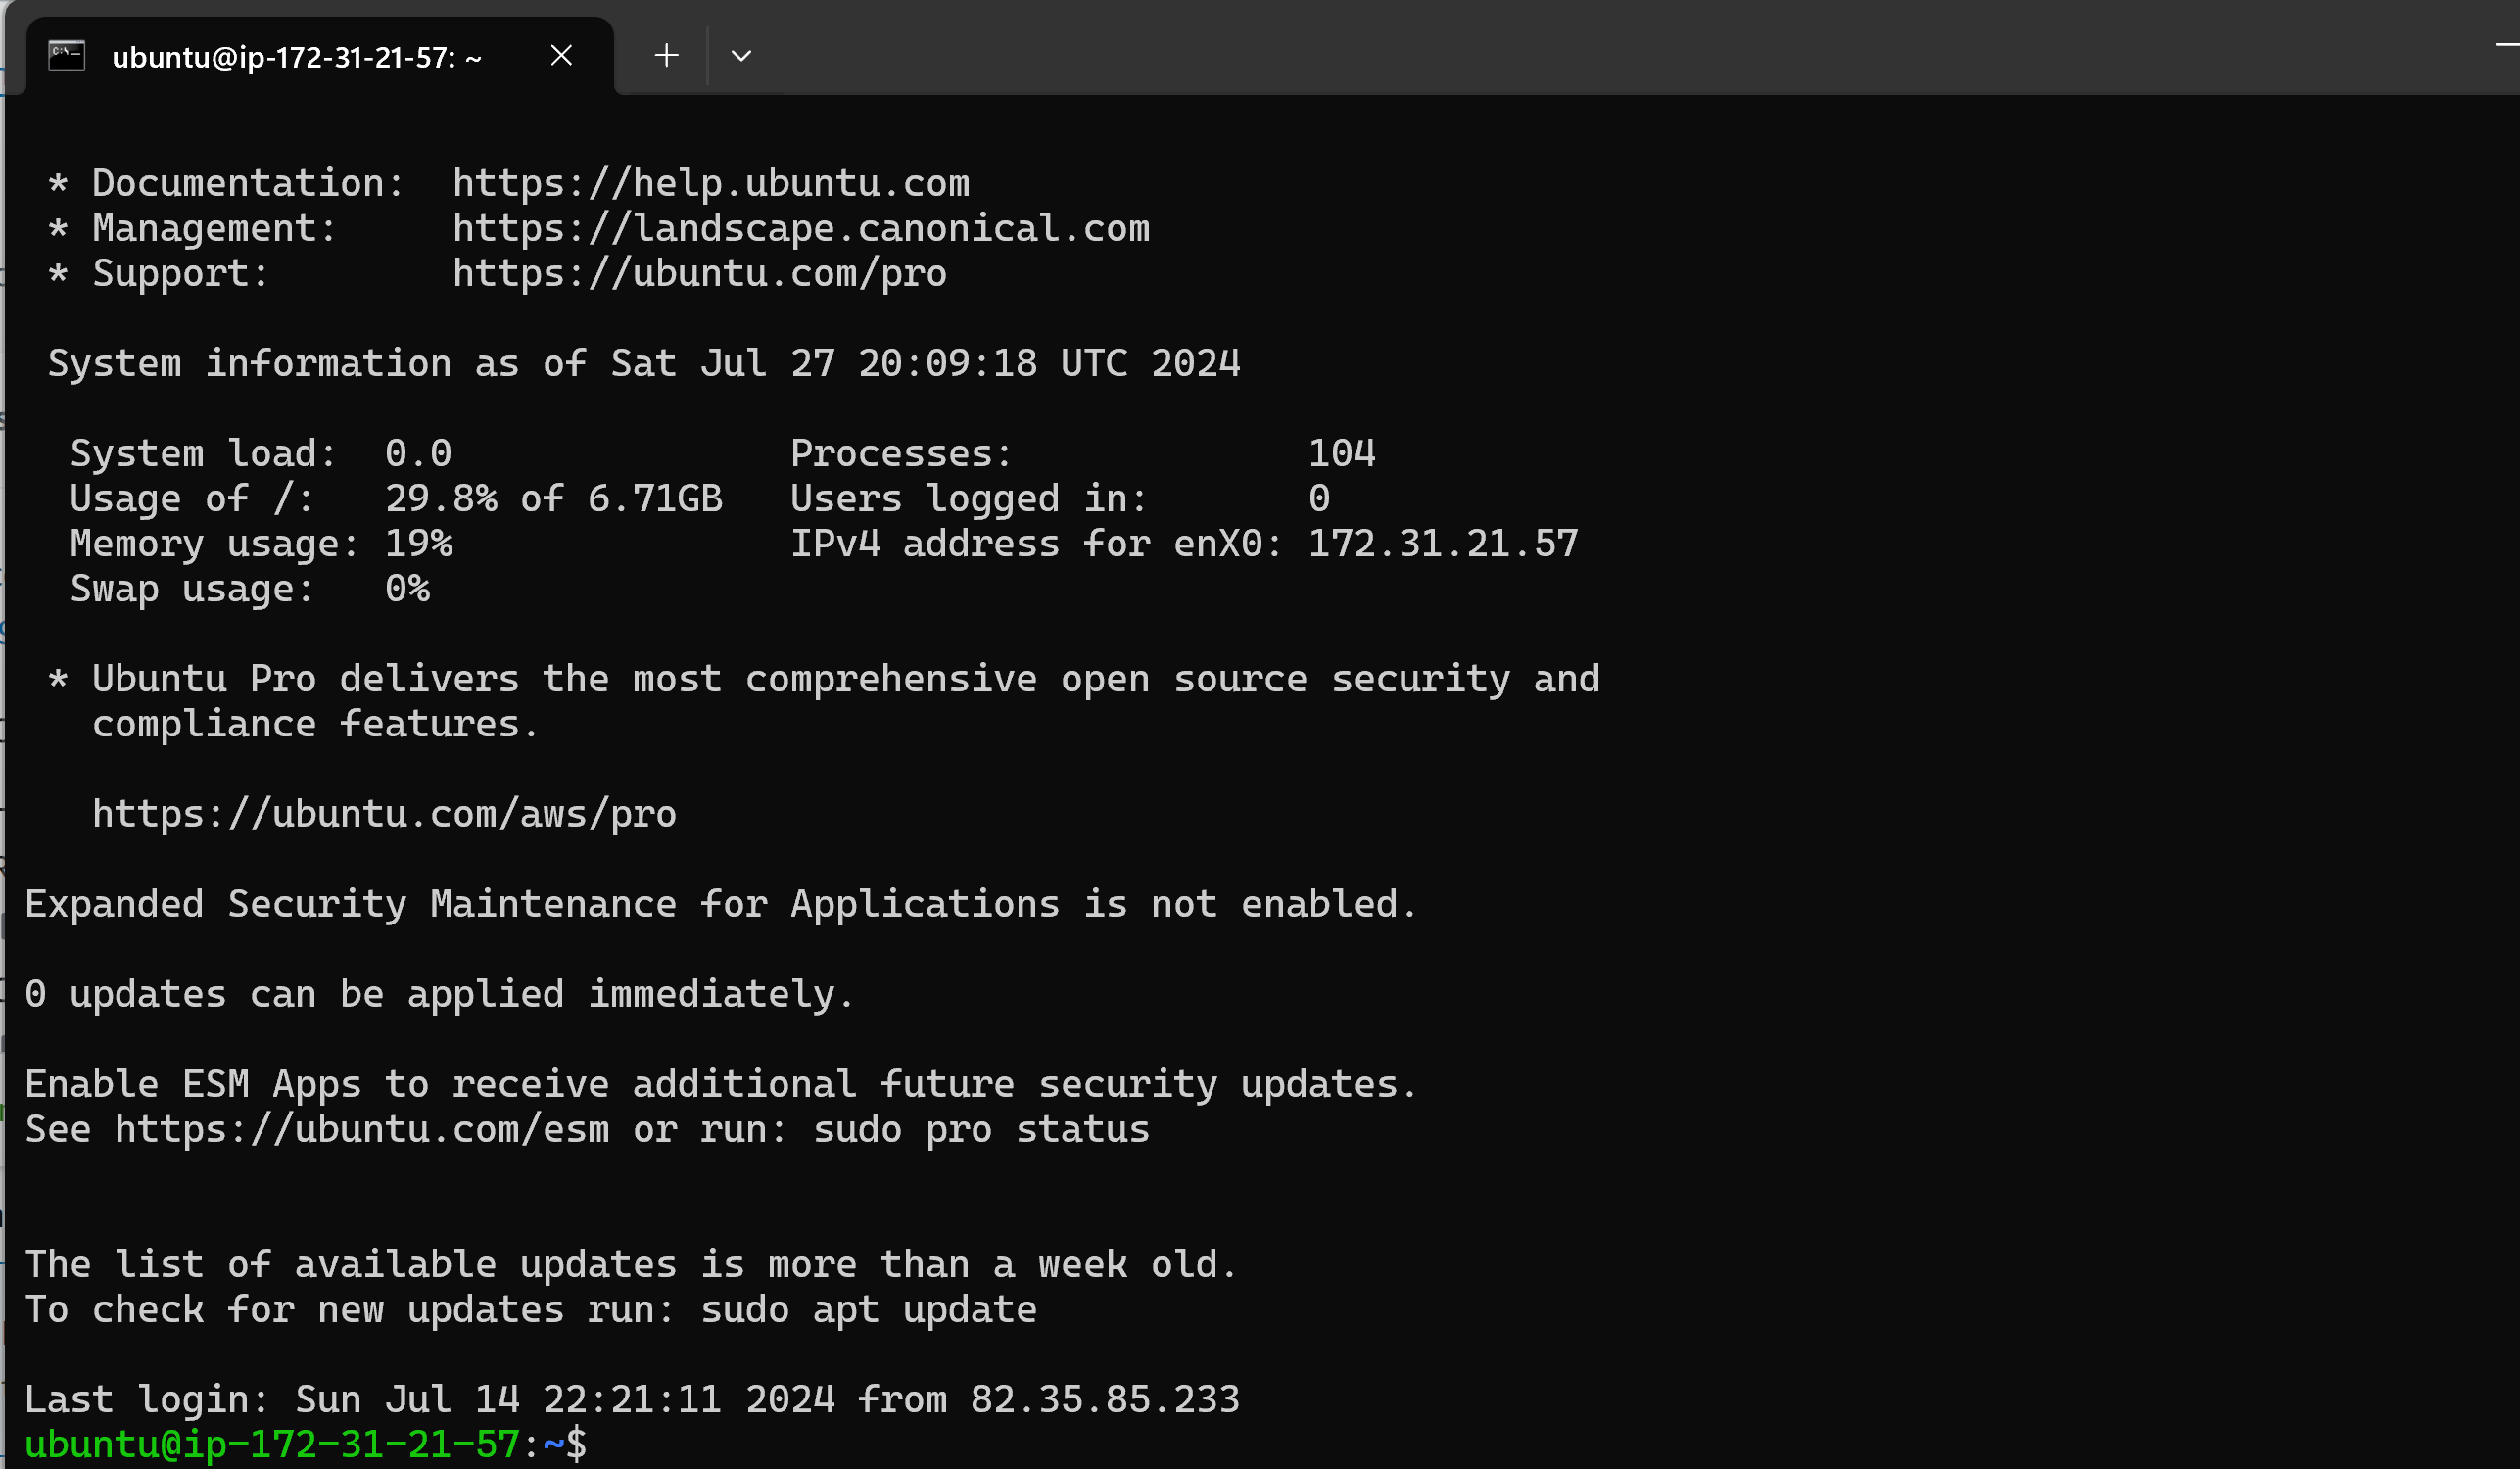 ubuntu@ip-172-31-21-57: ~
* Documentation:  https://help.ubuntu.com
* Management:     https://landscape.canonical.com
* Support:        https://ubuntu.com/pro
System information as of Sat Jul 27 20:09:18 UTC 2024
System load:  0.0               Processes:             104
Usage of /:   29.8% of 6.71GB   Users logged in:       0
Memory usage: 19%               IPv4 address for enX0: 172.31.21.57
Swap usage:   0%
* Ubuntu Pro delivers the most comprehensive open source security and
compliance features.
https://ubuntu.com/aws/pro
Expanded Security Maintenance for Applications is not enabled.
0 updates can be applied immediately.
Enable ESM Apps to receive additional future security updates.
See https://ubuntu.com/esm or run: sudo pro status
The list of available updates is more than a week old.
To check for new updates run: sudo apt update
Last login: Sun Jul 14 22:21:11 2024 from 82.35.85.233
ubuntu@ip-172-31-21-57:~$